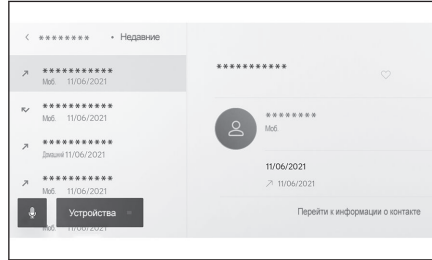 ******** • Недавние
***********
Моб. 11/06/2021
***********
Моб. 11/06/2021
***********
Домашний 11/06/2021
***********
Моб. 11/06/2021
Устройства
Моб. 11/06/2021
***********
********
Моб.
11/06/2021
11/06/2021
Перейти к информации о контакте